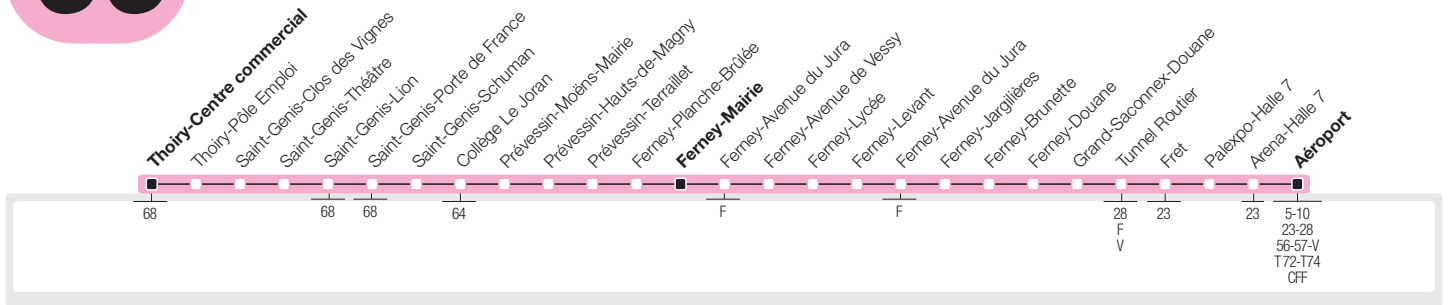 Thoiry-Centre commercial
Thoiry-Pôle Emploi
Saint-Genis-Clos des Vignes
Saint-Genis-Théâtre
Saint-Genis-Lion
Saint-Genis-Porte de France
Saint-Genis-Schuman
Collège Le Joran
Prévessin-Moëns-Mairie
Prévessin-Hauts-de-Magny
Prévessin-Terraillet
Ferney-Planche-Brûlée
Ferney-Mairie
Ferney-Avenue du Jura
Ferney-Avenue de Vessy
Ferney-Lycée
Ferney-Levant
Ferney-Avenue du Jura
Ferney-Jargilières
Ferney-Brunette
Ferney-Douane
Grand-Saconnex-Douane
Tunnel Routier
Fret
Palexpo-Halle 7
Arena-Halle 7
Aéroport
68
68
68
64
F
F
28
F
V
23
23
5-10
23-28
56-57-V
T72-T74
CFF